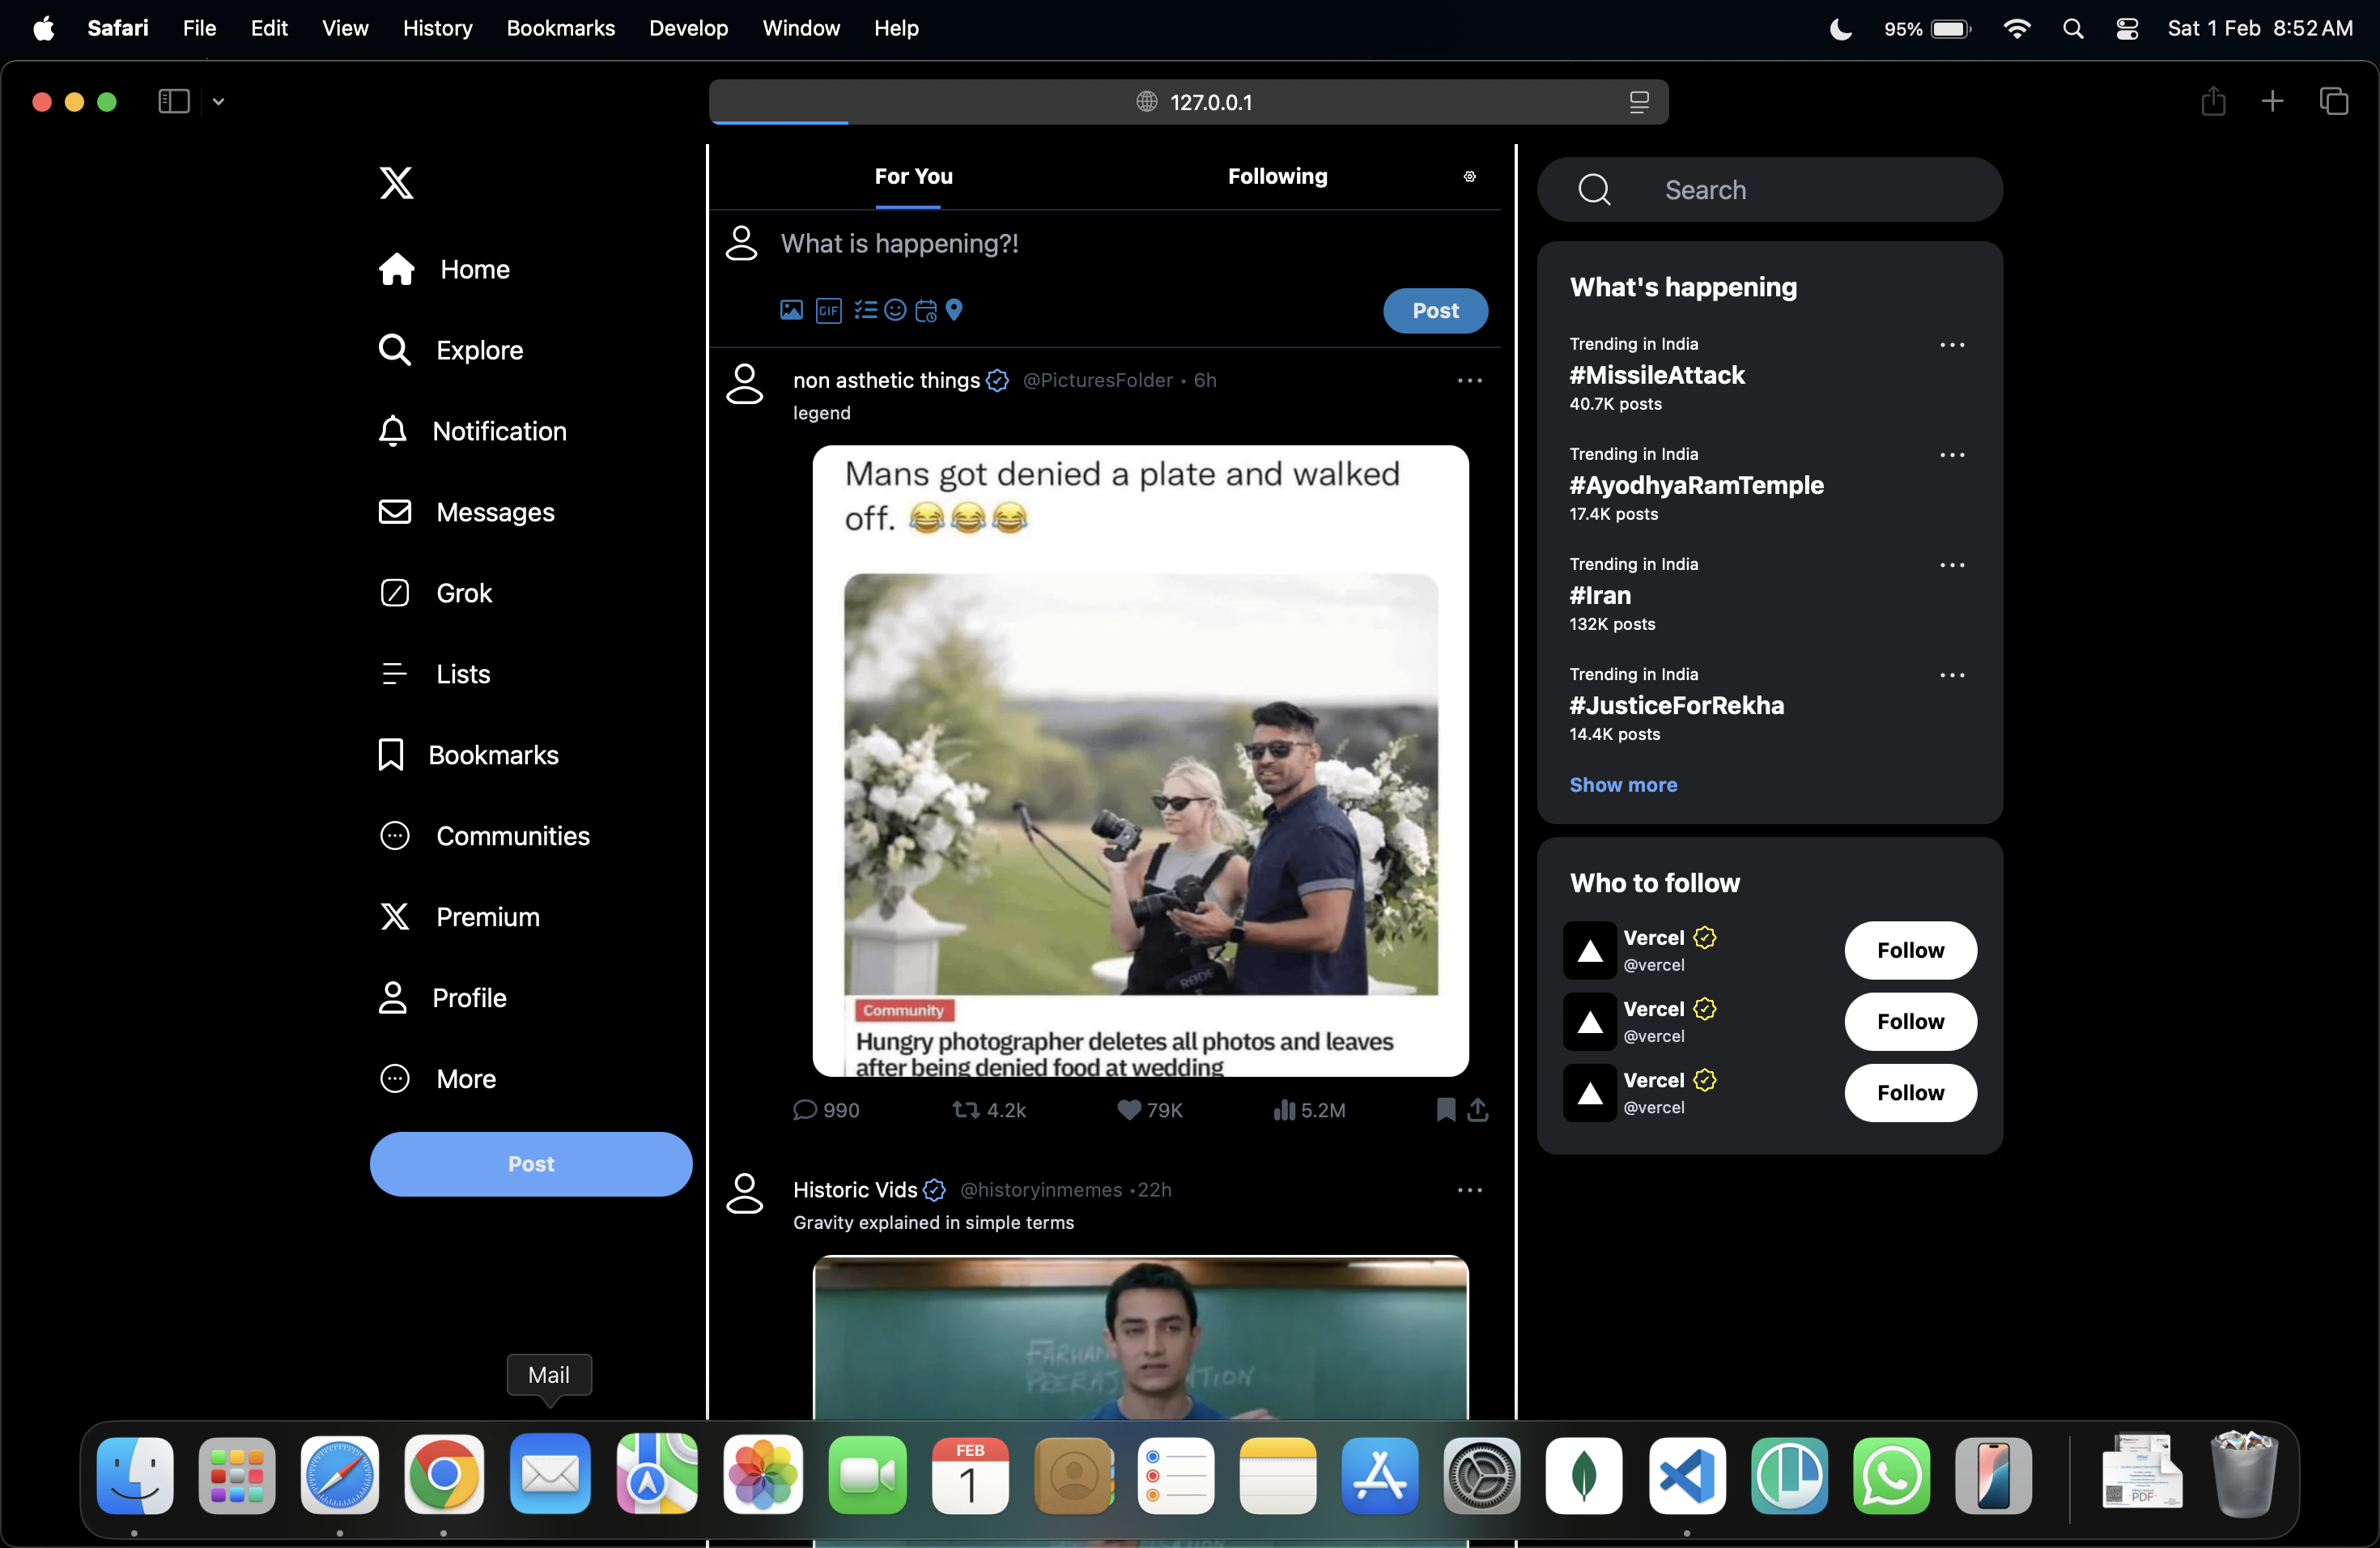 Safari File Edit View History Bookmarks Develop Window Help 95% Sat 1 Feb 8:52 AM
127.0.0.1
Home
Explore
Notification
Messages
Grok
Lists
Bookmarks
Communities
Premium
Profile
More
Post
For You Following
What is happening?!
GIF
Post
non asthetic things @PicturesFolder • 6h
legend
Mans got denied a plate and walked
off. 😂😂😂
RØDE
Community
Hungry photographer deletes all photos and leaves
after being denied food at wedding
990 4.2k 79K 5.2M
Historic Vids @historyinmemes •22h
Gravity explained in simple terms
Search
What's happening
Trending in India
#MissileAttack
40.7K posts
Trending in India
#AyodhyaRamTemple
17.4K posts
Trending in India
#Iran
132K posts
Trending in India
#JusticeForRekha
14.4K posts
Show more
Who to follow
Vercel
@vercel
Follow
Vercel
@vercel
Follow
Vercel
@vercel
Follow
Mail
FEB
1
PDF